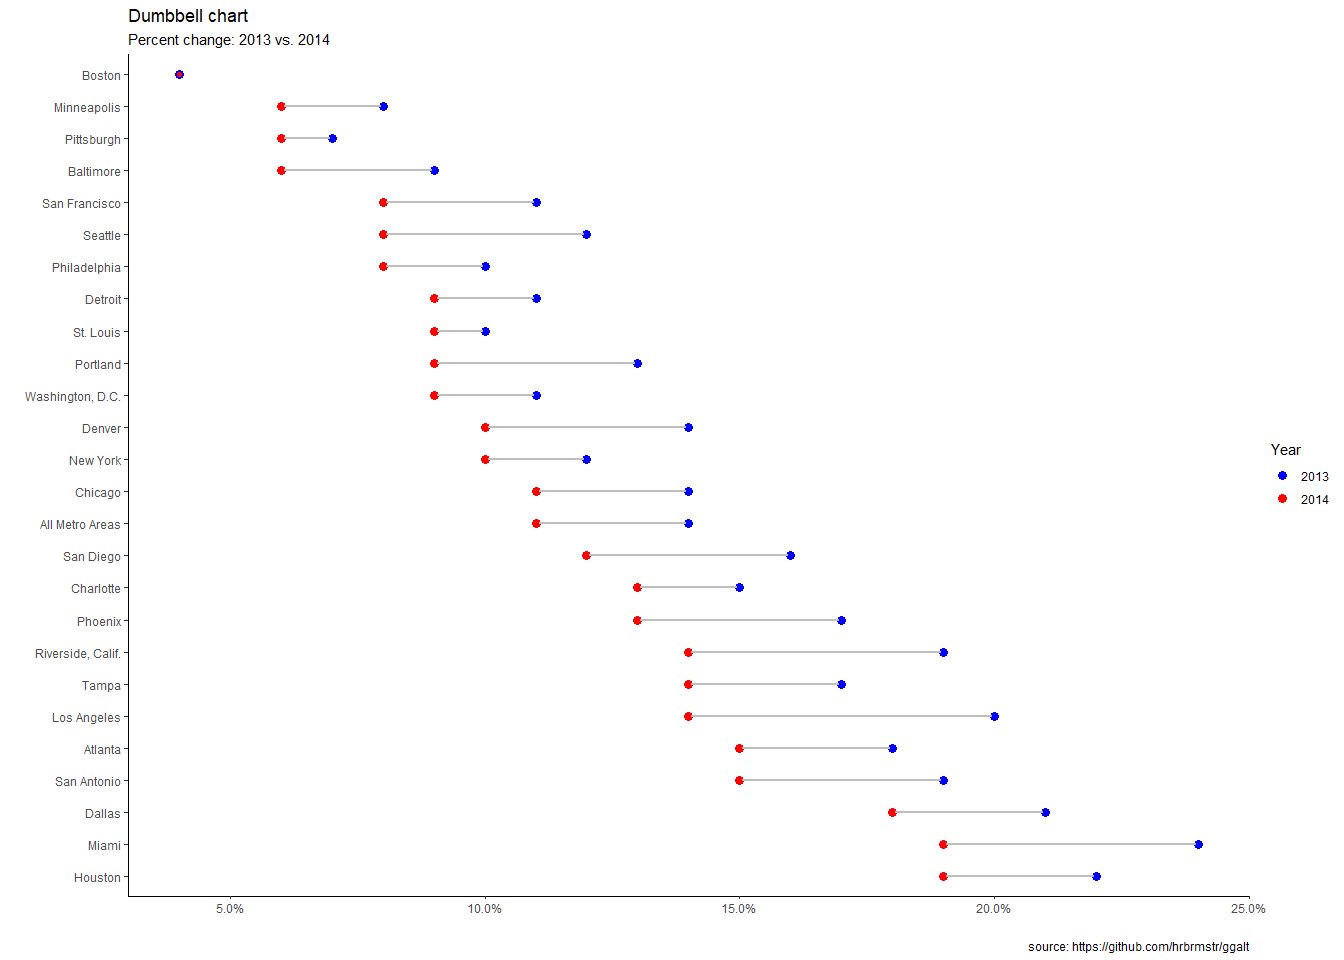 Dumbbell chart
Percent change: 2013 vs. 2014
Boston
Minneapolis
Pittsburgh
Baltimore
San Francisco
Seattle
Philadelphia
Detroit
St. Louis
Portland
Washington, D.C.
Denver
New York
Chicago
All Metro Areas
San Diego
Charlotte
Phoenix
Riverside, Calif.
Tampa
Los Angeles
Atlanta
San Antonio
Dallas
Miami
Houston
5.0% 10.0% 15.0% 20.0% 25.0%
Year
2013
2014
source: https://github.com/hrbrmstr/ggalt